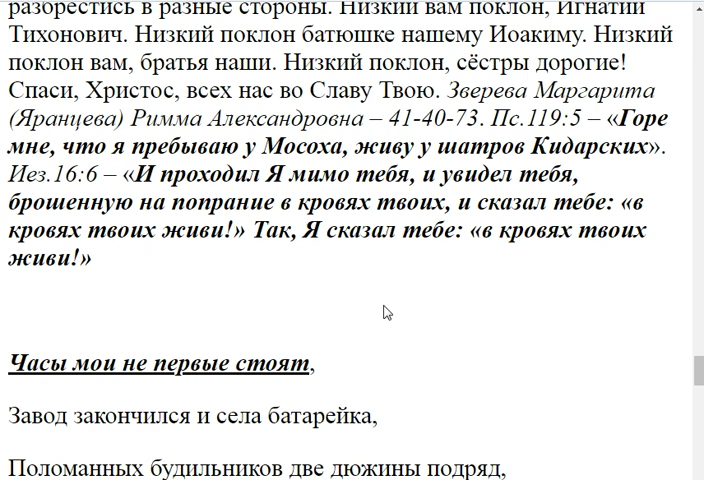 разбрестись в разные стороны. Низкий вам поклон, Игнатий
Тихонович. Низкий поклон батюшке нашему Иоакиму. Низкий
поклон вам, братья наши. Низкий поклон, сёстры дорогие!
Спаси, Христос, всех нас во Славу Твою. Зверева Маргарита
(Яранцева) Римма Александровна – 41-40-73. Пс.119:5 – «Горе
мне, что я пребываю у Мосоха, живу у шатров Кидарских».
Иез.16:6 – «И проходил Я мимо тебя, и увидел тебя,
брошенную на попрание в кровях твоих, и сказал тебе: «в
кровях твоих живи!» Так, Я сказал тебе: «в кровях твоих
живи!»
Часы мои не первые стоят,
Завод закончился и села батарейка,
Поломанных будильников две дюжины подряд,